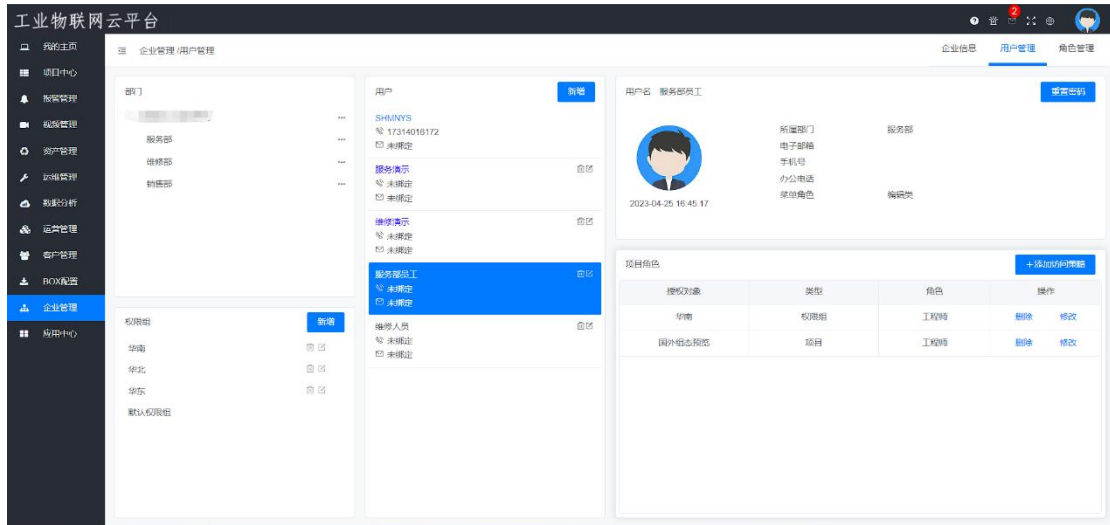 工业物联网云平台
2
我的主页
项目中心
报警管理
视频管理
资产管理
运维管理
数据分析
运营管理
客户管理
BOX配置
企业管理
应用中心
企业管理 /用户管理
企业信息
用户管理
角色管理
部门
服务部
维修部
销售部
权限组
新增
华南
华北
华东
默认权限组
用户
新增
SHMNYS
17314016172
未绑定
服务演示
未绑定
未绑定
维修演示
未绑定
未绑定
服务部员工
未绑定
未绑定
维修人员
未绑定
未绑定
用户名 服务部员工
重置密码
2023-04-25 16:45:17
所属部门 服务部
电子邮箱
手机号
办公电话
菜单角色 编辑类
项目角色
+添加访问策略
授权对象 类型 角色 操作
华南 权限组 工程师 删除 修改
国外组态预览 项目 工程师 删除 修改